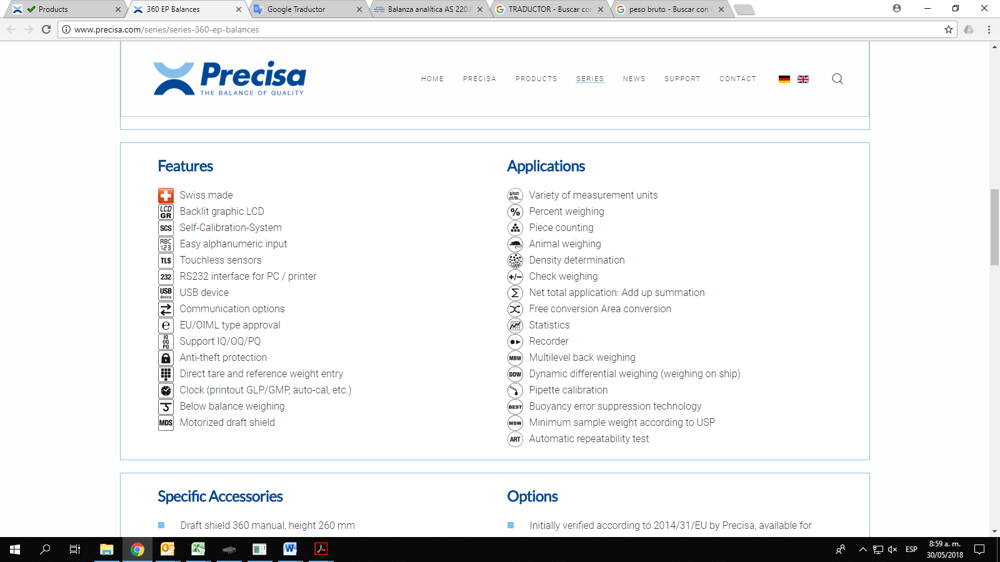 Products
360 EP Balances
Google Traductor
Balanza analítica AS 220.
TRADUCTOR - Buscar con
peso bruto - Buscar con G
www.precisa.com/series/series-360-ep-balances
Precisa
THE BALANCE OF QUALITY
HOME PRECISA PRODUCTS SERIES NEWS SUPPORT CONTACT
Features
Swiss made
LCD GR Backlit graphic LCD
SCS Self-Calibration-System
ABC 123 Easy alphanumeric input
TLS Touchless sensors
232 RS232 interface for PC / printer
USB device USB device
Communication options
e EU/OIML type approval
IQ OQ PQ Support IQ/OQ/PQ
Anti-theft protection
Direct tare and reference weight entry
Clock (printout GLP/GMP, auto-cal, etc.)
Below balance weighing
MDS Motorized draft shield
Applications
g/ozt ct/lb... Variety of measurement units
% Percent weighing
Piece counting
Animal weighing
Density determination
+/− Check weighing
Σ Net total application: Add up summation
Free conversion Area conversion
Statistics
Recorder
MBW Multilevel back weighing
DDW Dynamic differential weighing (weighing on ship)
Pipette calibration
BEST Buoyancy error suppression technology
MSW Minimum sample weight according to USP
ART Automatic repeatability test
Specific Accessories
Draft shield 360 manual, height 260 mm
Options
Initially verified according to 2014/31/EU by Precisa, available for
ESP
8:59 a. m.
30/05/2018